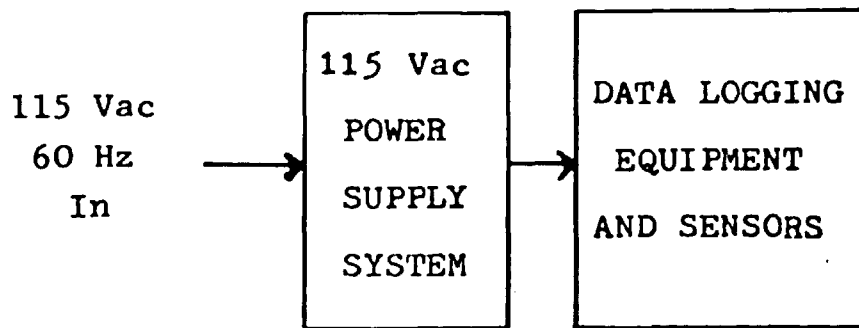 115 Vac
60 Hz
In
115 Vac
POWER
SUPPLY
SYSTEM
DATA LOGGING
EQUIPMENT
AND SENSORS